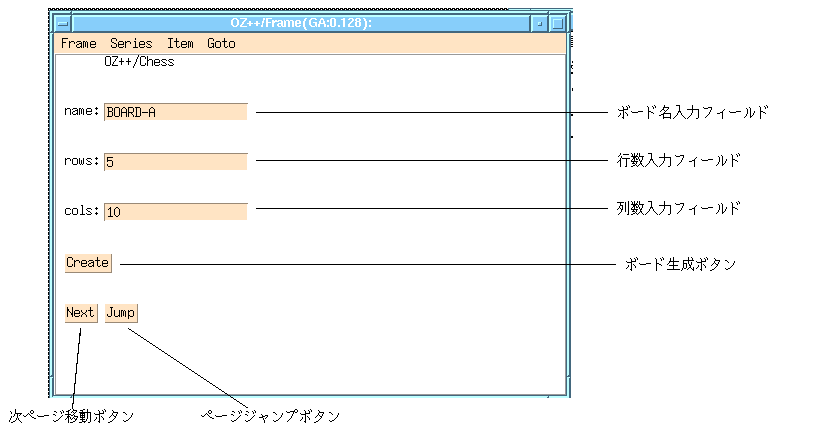 OZ++/Frame(GA:0.128):
Frame Series Item Goto
OZ++/Chess
name: BOARD-A
ボード名入力フィールド
rows: 5
行数入力フィールド
cols: 10
列数入力フィールド
Create
ボード生成ボタン
Next Jump
次ページ移動ボタン
ページジャンプボタン